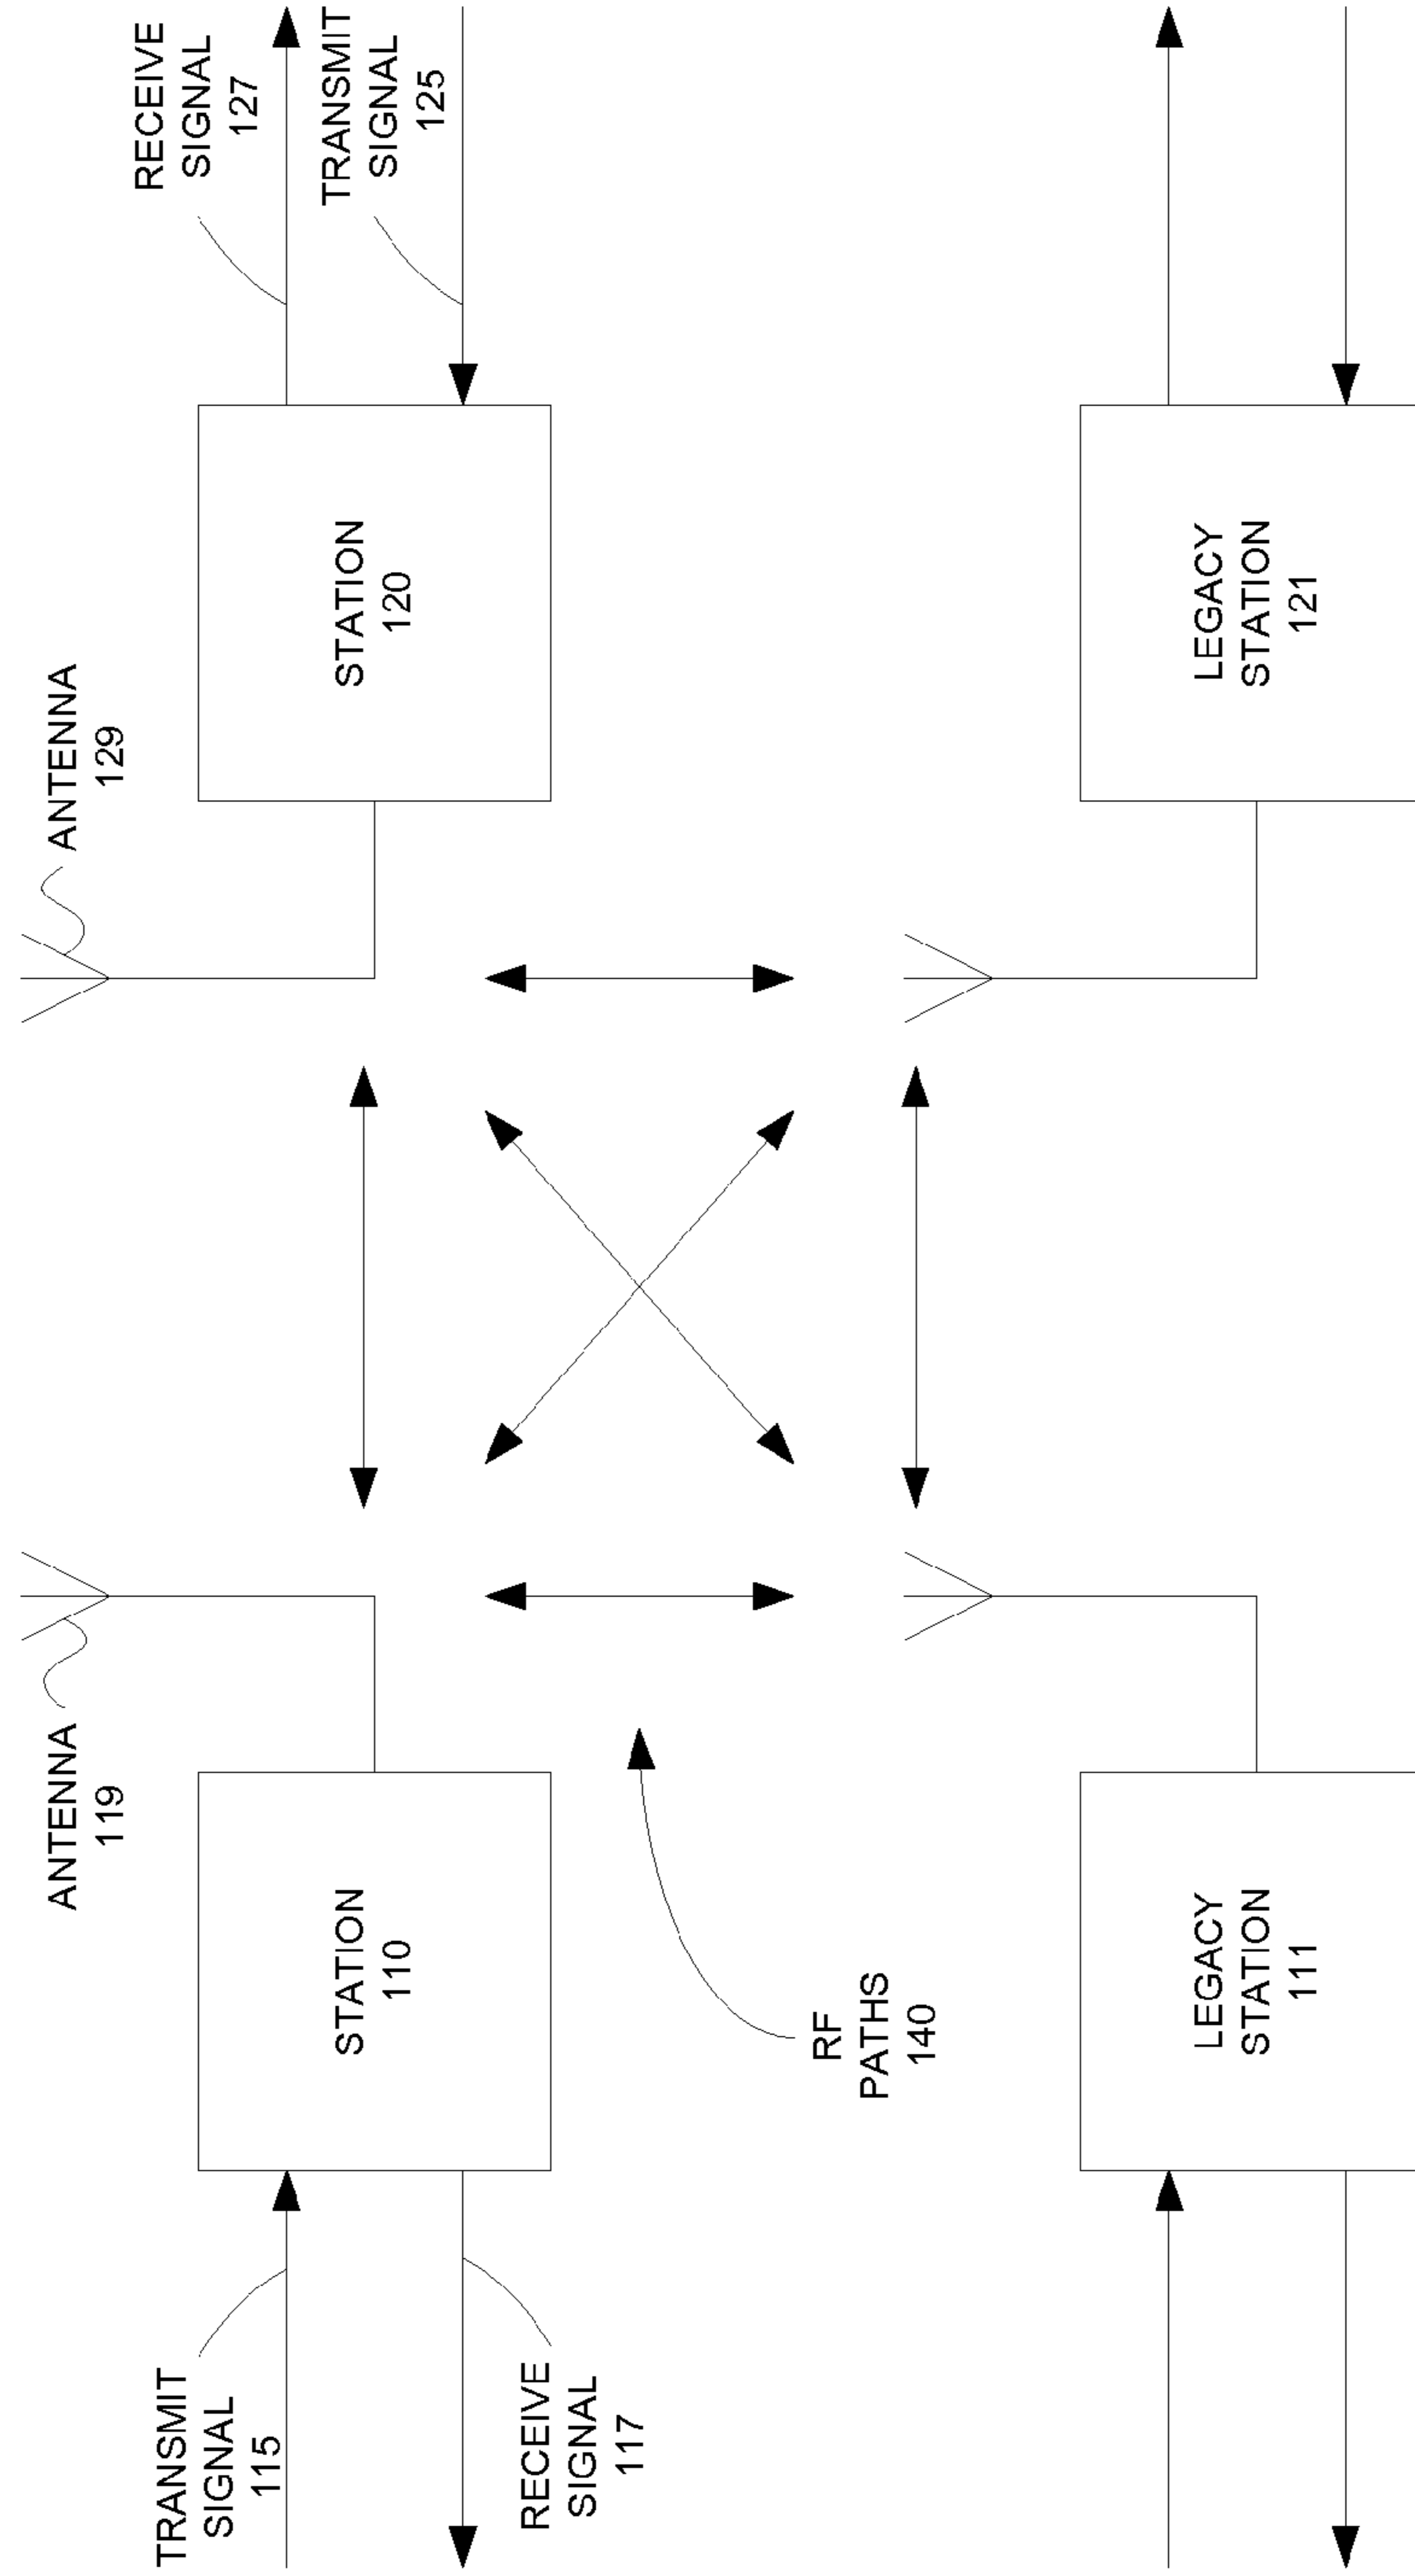 ANTENNA
119
ANTENNA
129
TRANSMIT
SIGNAL
115
STATION
110
STATION
120
RECEIVE
SIGNAL
127
TRANSMIT
SIGNAL
125
RECEIVE
SIGNAL
117
RF
PATHS
140
LEGACY
STATION
111
LEGACY
STATION
121